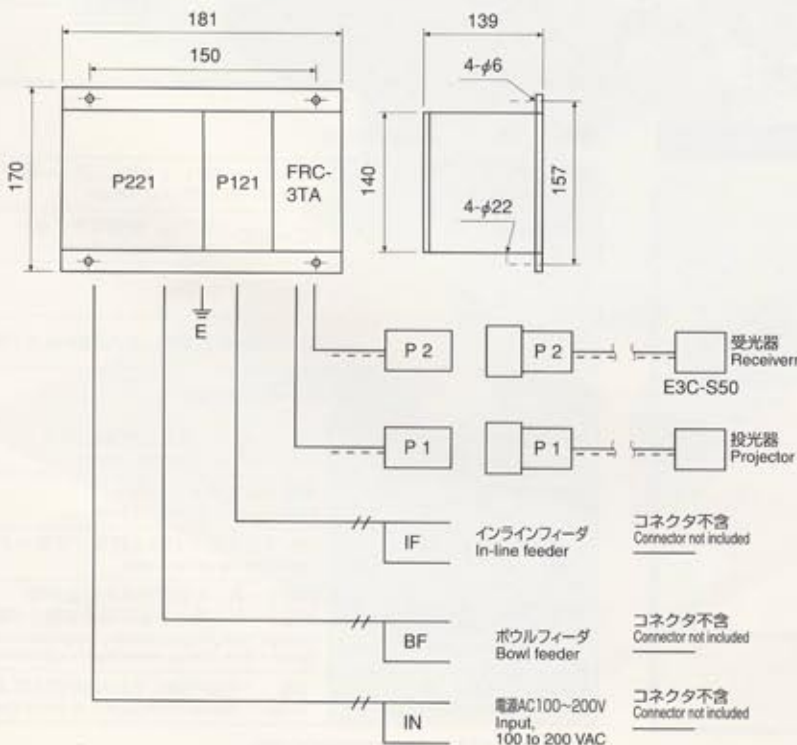 181
150
139
4-φ6
170
P221
P121
FRC-
3TA
140
157
4-φ22
E
P 2
P 2
受光器
Receiverr
E3C-S50
P 1
P 1
投光器
Projector
IF
インラインフィーダ
In-line feeder
コネクタ不含
Connector not included
BF
ボウルフィーダ
Bowl feeder
コネクタ不含
Connector not included
IN
電源AC100～200V
Input,
100 to 200 VAC
コネクタ不含
Connector not included